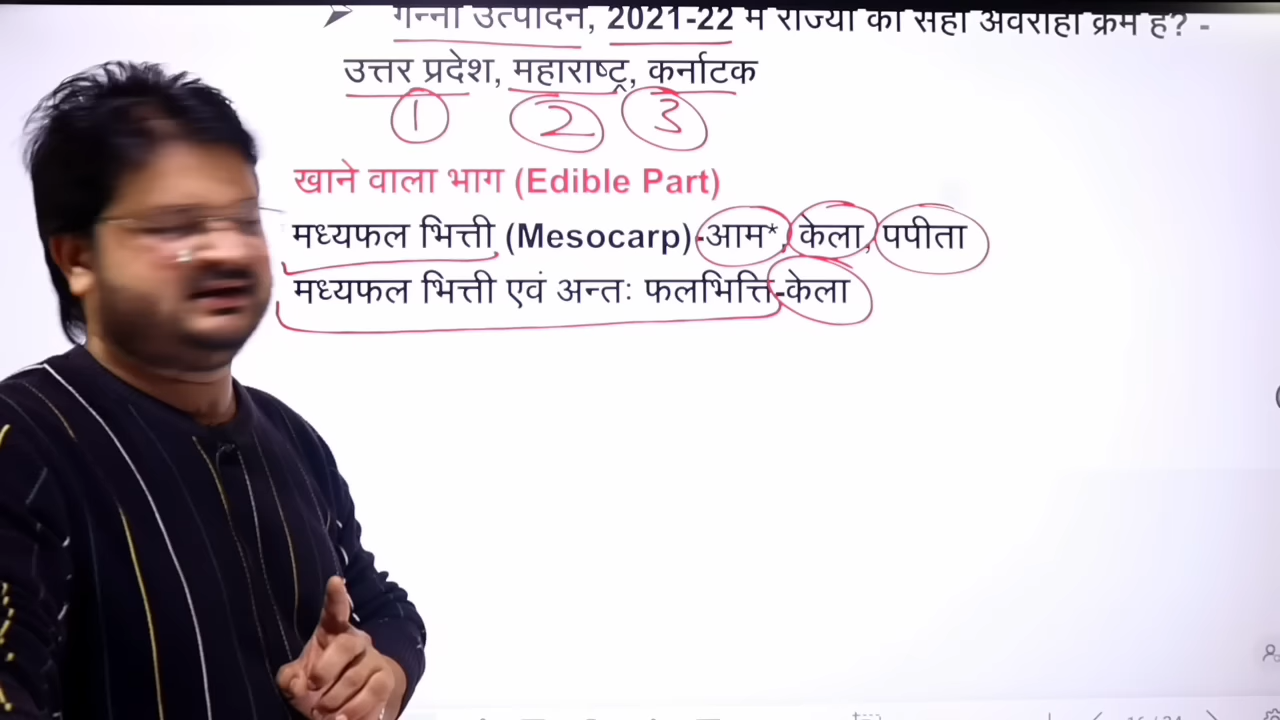 ➤ गन्ना उत्पादन, 2021-22 में राज्यों का सही अवरोही क्रम है? -
उत्तर प्रदेश, महाराष्ट्र, कर्नाटक
1 2 3
खाने वाला भाग (Edible Part)
मध्यफल भित्ती (Mesocarp)-आम*, केला, पपीता
मध्यफल भित्ती एवं अन्तः फलभित्ति-केला